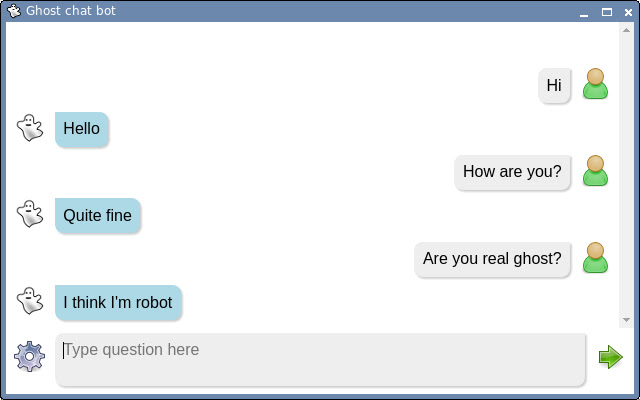 Ghost chat bot
Hi
Hello
How are you?
Quite fine
Are you real ghost?
I think I'm robot
Type question here